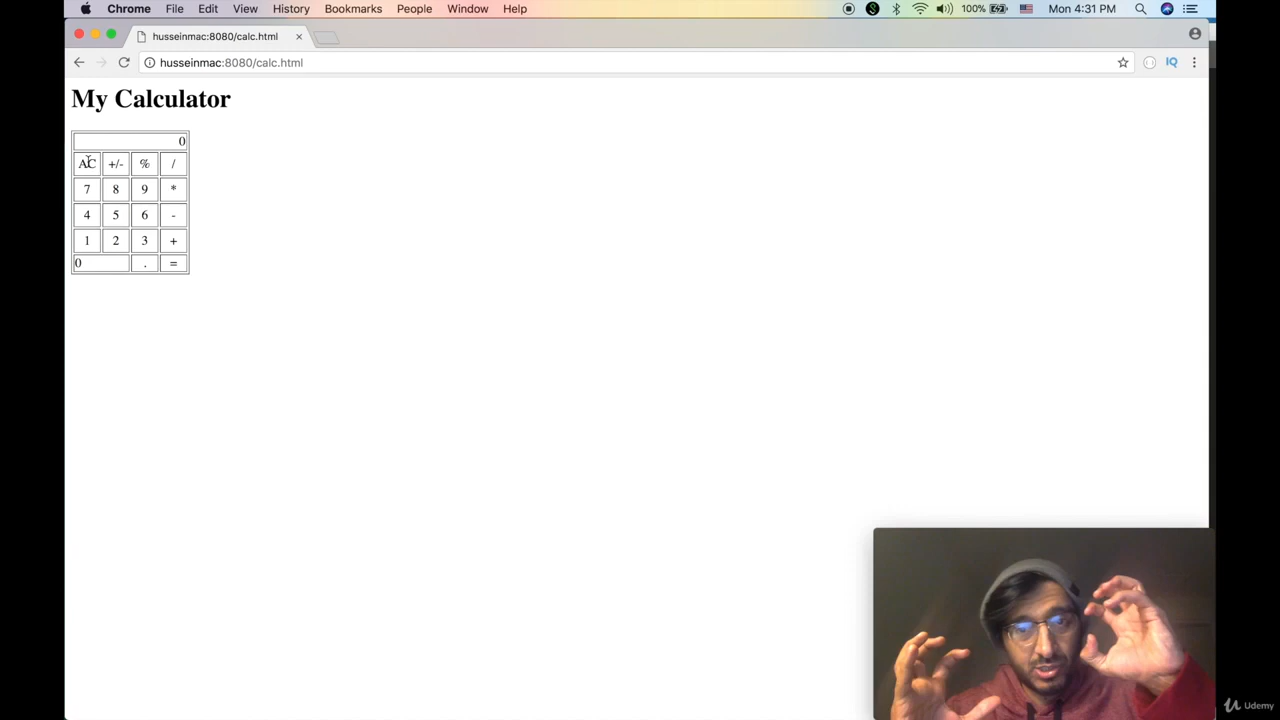 Chrome File Edit View History Bookmarks People Window Help 100% Mon 4:31 PM
husseinmac:8080/calc.html
husseinmac:8080/calc.html IQ
My Calculator
0
AC +/- % /
7 8 9 *
4 5 6 -
1 2 3 +
0 . =
Udemy